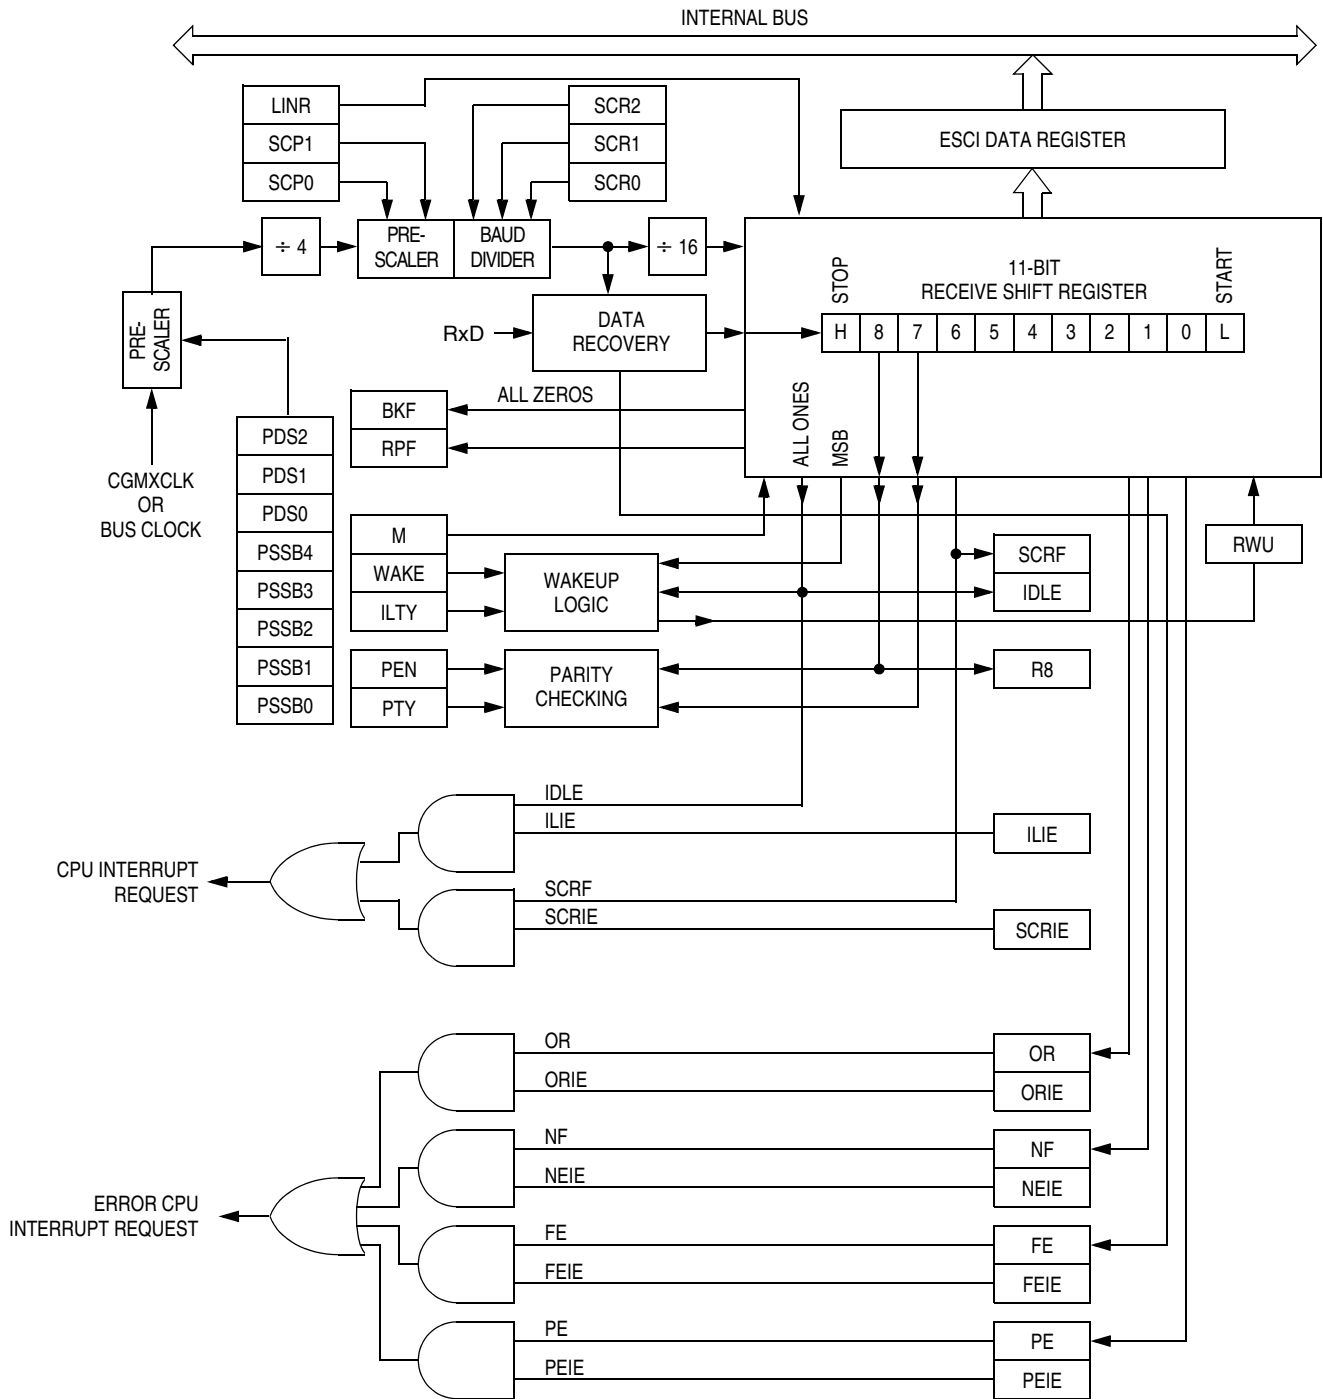 INTERNAL BUS
LINR
SCP1
SCP0
SCR2
SCR1
SCR0
ESCI DATA REGISTER
÷ 4
PRE-
SCALER
BAUD
DIVIDER
÷ 16
PRE-
SCALER
RxD
DATA
RECOVERY
STOP
11-BIT
RECEIVE SHIFT REGISTER
START
H 8 7 6 5 4 3 2 1 0 L
ALL ONES
MSB
BKF
ALL ZEROS
RPF
CGMXCLK
OR
BUS CLOCK
PDS2
PDS1
PDS0
PSSB4
PSSB3
PSSB2
PSSB1
PSSB0
M
WAKE
ILTY
WAKEUP
LOGIC
SCRF
IDLE
RWU
PEN
PTY
PARITY
CHECKING
R8
IDLE
ILIE
ILIE
CPU INTERRUPT
REQUEST
SCRF
SCRIE
SCRIE
OR
ORIE
OR
ORIE
NF
NEIE
NF
NEIE
ERROR CPU
INTERRUPT REQUEST
FE
FEIE
FE
FEIE
PE
PEIE
PE
PEIE